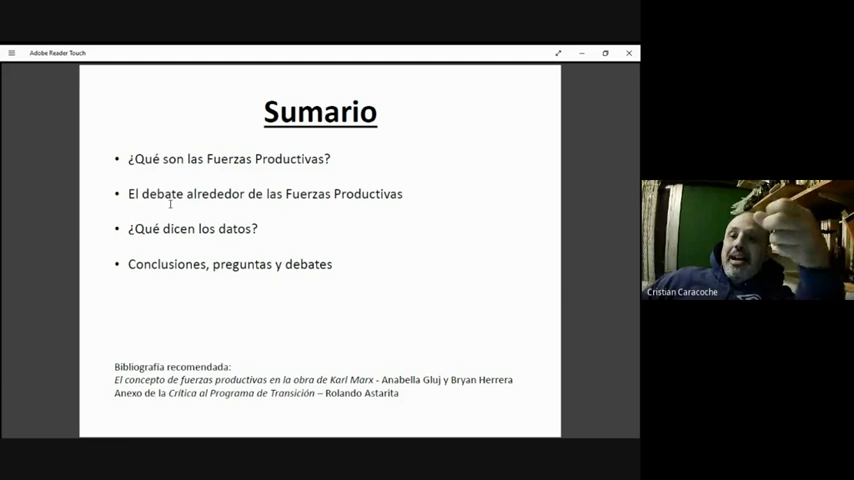 Adobe Reader Touch
Sumario
• ¿Qué son las Fuerzas Productivas?
• El debate alrededor de las Fuerzas Productivas
• ¿Qué dicen los datos?
• Conclusiones, preguntas y debates
Bibliografía recomendada:
El concepto de fuerzas productivas en la obra de Karl Marx - Anabella Gluj y Bryan Herrera
Anexo de la Crítica al Programa de Transición – Rolando Astarita
Cristian Caracoche